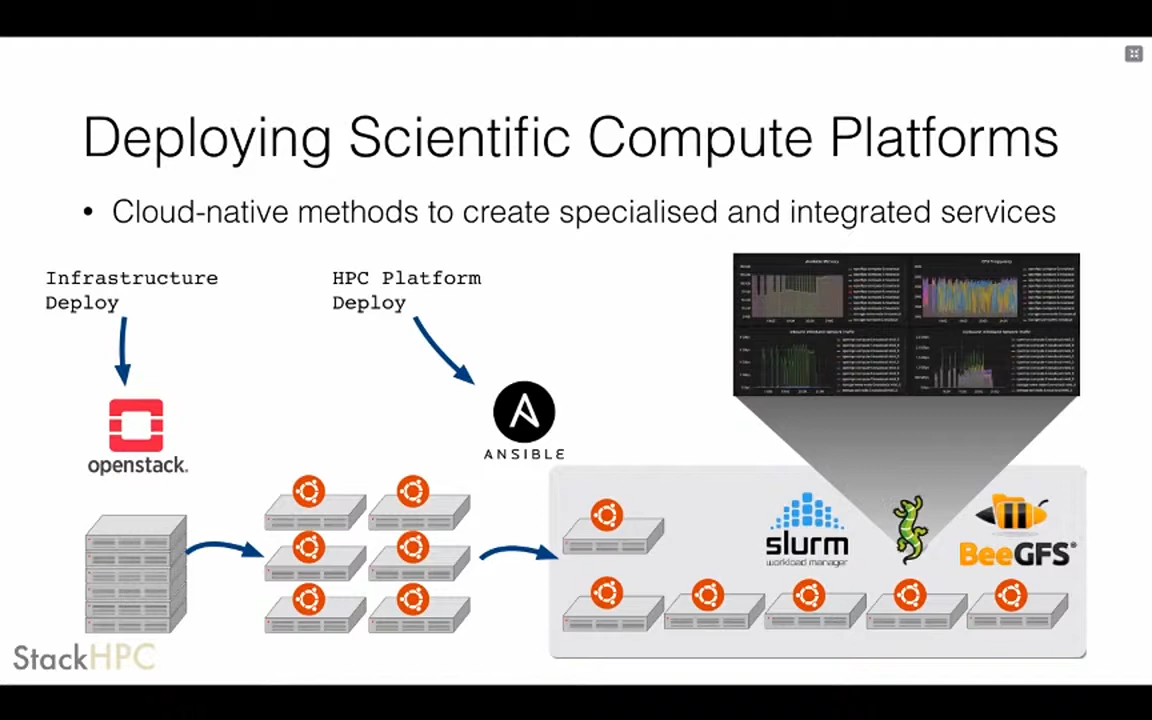 Deploying Scientific Compute Platforms
• Cloud-native methods to create specialised and integrated services
Infrastructure
Deploy
HPC Platform
Deploy
openstack.
ANSIBLE
slurm
workload manager
BeeGFS®
StackHPC